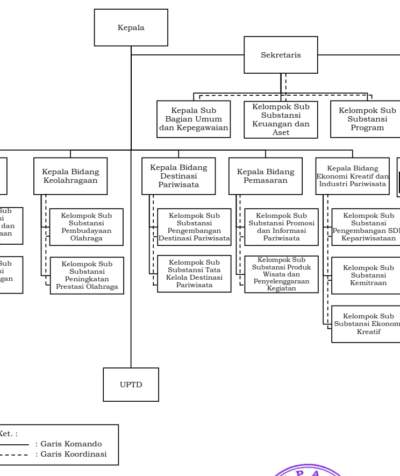 Kepala
Sekretaris
Kepala Sub
Bagian Umum
dan Kepegawaian
Kelompok Sub
Substansi
Keuangan dan
Aset
Kelompok Sub
Substansi
Program
Kepala Bidang
Keolahragaan
Kepala Bidang
Destinasi
Pariwisata
Kepala Bidang
Pemasaran
Kepala Bidang
Ekonomi Kreatif dan
Industri Pariwisata
Sub
dan
Kelompok Sub
Substansi
Pembudayaan
Olahraga
Kelompok Sub
Substansi
Pengembangan
Destinasi Pariwisata
Kelompok Sub
Substansi Promosi
dan Informasi
Pariwisata
Kelompok Sub
Substansi
Pengembangan SDM
Kepariwisataan
Sub
Kelompok Sub
Substansi
Peningkatan
Prestasi Olahraga
Kelompok Sub
Substansi Tata
Kelola Destinasi
Pariwisata
Kelompok Sub
Substansi Produk
Wisata dan
Penyelenggaraan
Kegiatan
Kelompok Sub
Substansi
Kemitraan
Kelompok Sub
Substansi Ekonomi
Kreatif
UPTD
Ket. :
: Garis Komando
: Garis Koordinasi
P A